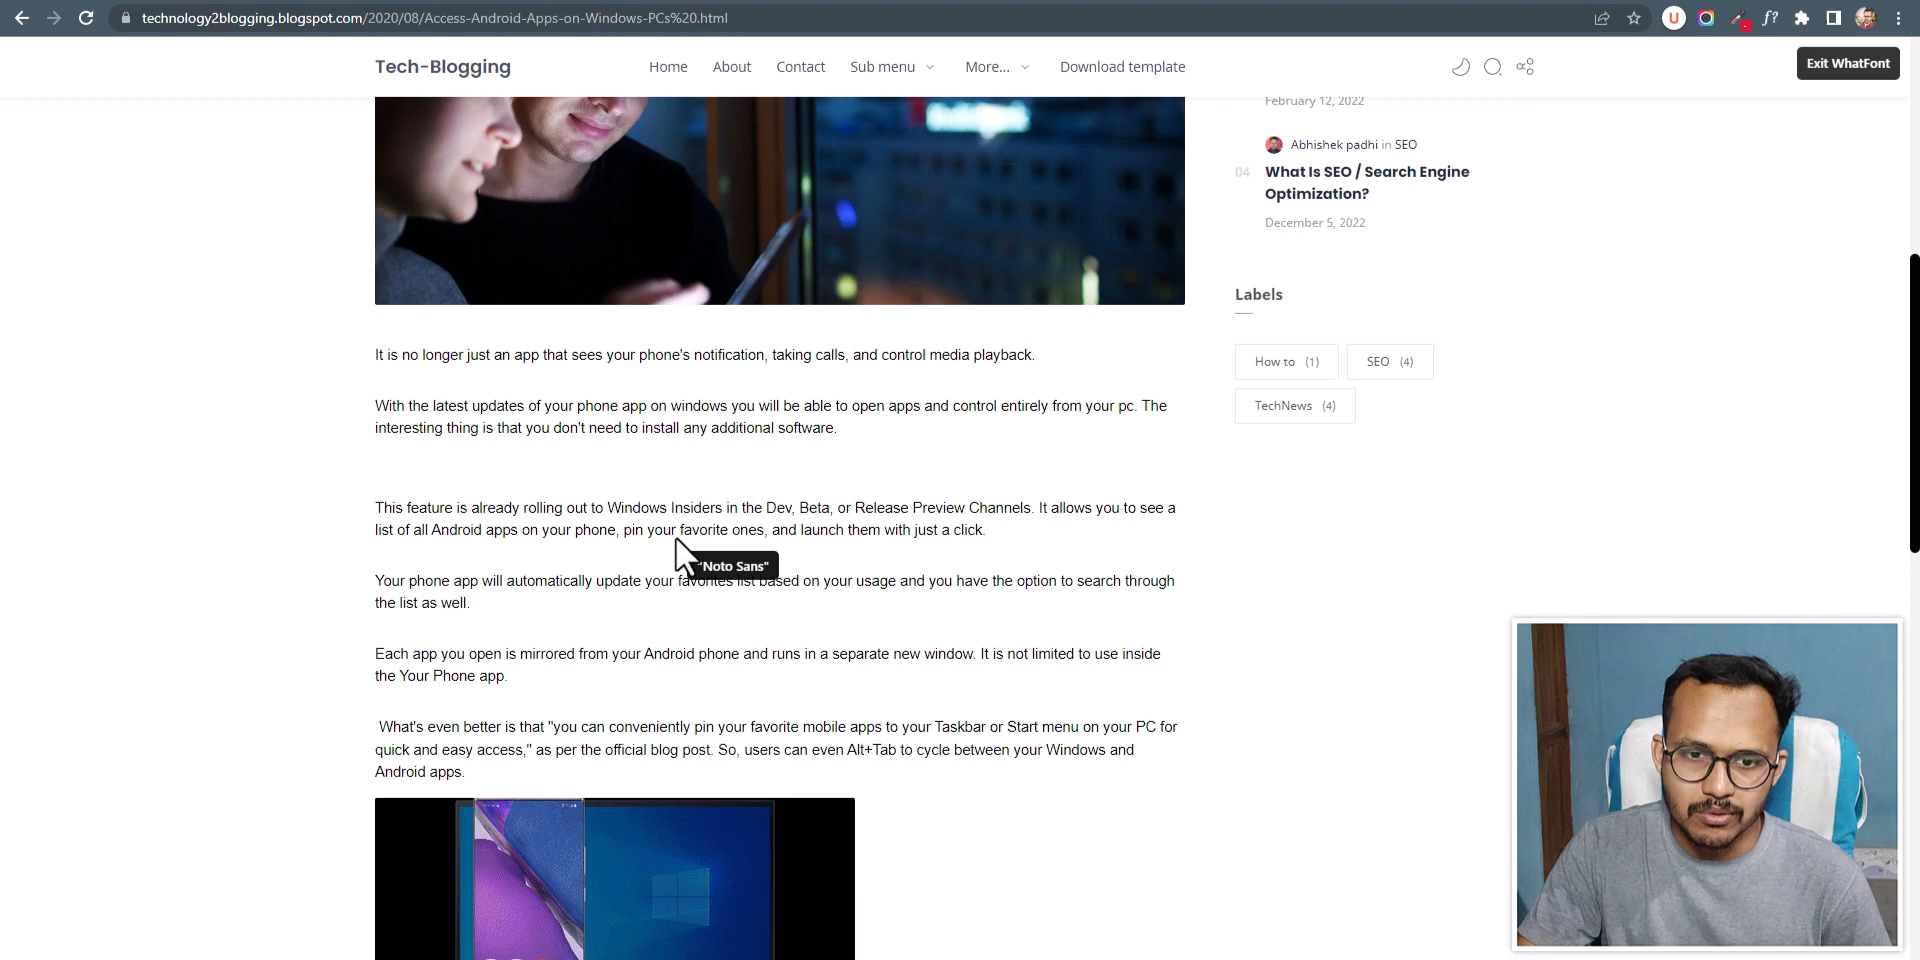 technology2blogging.blogspot.com/2020/08/Access-Android-Apps-on-Windows-PCs%20.html
U
f?
Tech-Blogging
Home
About
Contact
Sub menu
More...
Download template
Exit WhatFont
It is no longer just an app that sees your phone's notification, taking calls, and control media playback.
With the latest updates of your phone app on windows you will be able to open apps and control entirely from your pc. The
interesting thing is that you don't need to install any additional software.
This feature is already rolling out to Windows Insiders in the Dev, Beta, or Release Preview Channels. It allows you to see a
list of all Android apps on your phone, pin your favorite ones, and launch them with just a click.
"Noto Sans"
Your phone app will automatically update your favorites list based on your usage and you have the option to search through
the list as well.
Each app you open is mirrored from your Android phone and runs in a separate new window. It is not limited to use inside
the Your Phone app.
What's even better is that "you can conveniently pin your favorite mobile apps to your Taskbar or Start menu on your PC for
quick and easy access," as per the official blog post. So, users can even Alt+Tab to cycle between your Windows and
Android apps.
February 12, 2022
Abhishek padhi in SEO
04
What Is SEO / Search Engine
Optimization?
December 5, 2022
Labels
How to (1)
SEO (4)
TechNews (4)